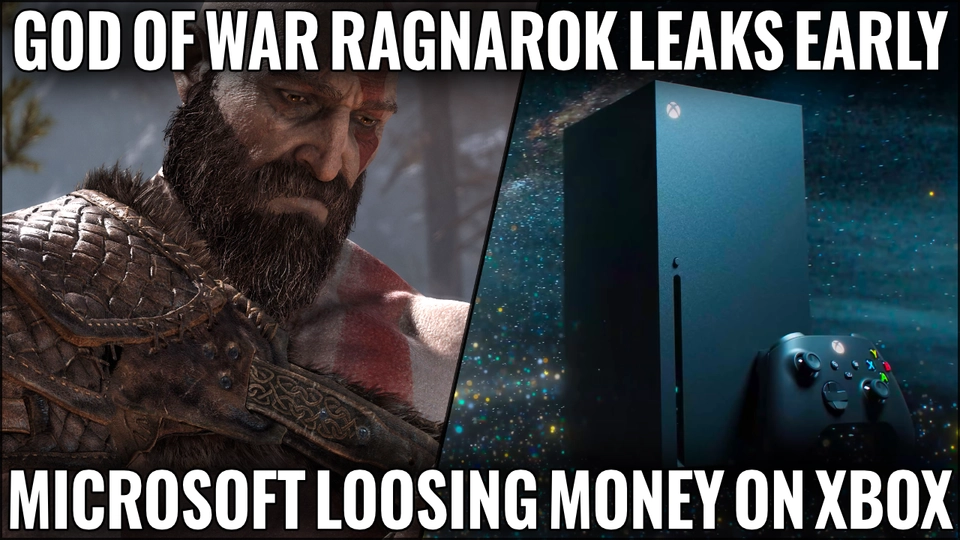 GOD OF WAR RAGNAROK LEAKS EARLY
Y
X
B
A
MICROSOFT LOOSING MONEY ON XBOX